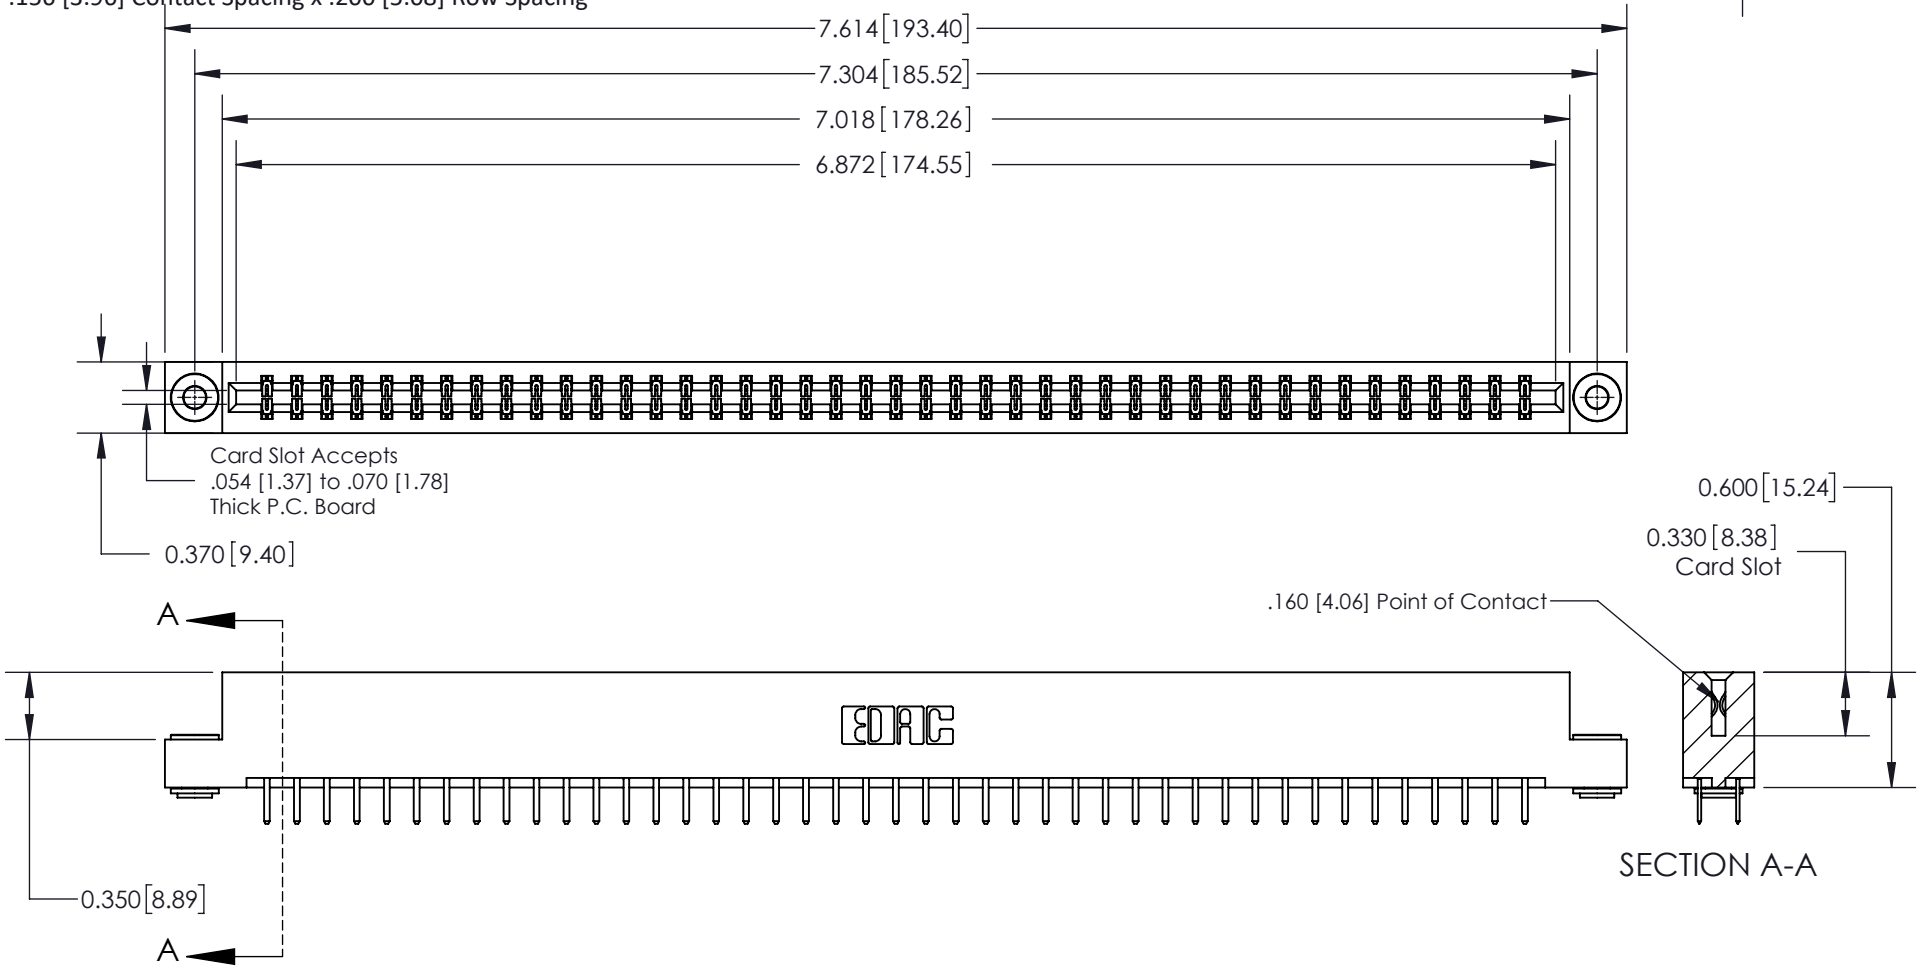 .156 [3.96] Contact Spacing x .200 [5.08] Row Spacing
7.614[193.40]
7.304[185.52]
7.018[178.26]
6.872[174.55]
Card Slot Accepts
.054 [1.37] to .070 [1.78]
Thick P.C. Board
0.370[9.40]
0.600[15.24]
0.330[8.38]
Card Slot
.160 [4.06] Point of Contact
A
EDAC
SECTION A-A
0.350[8.89]
A